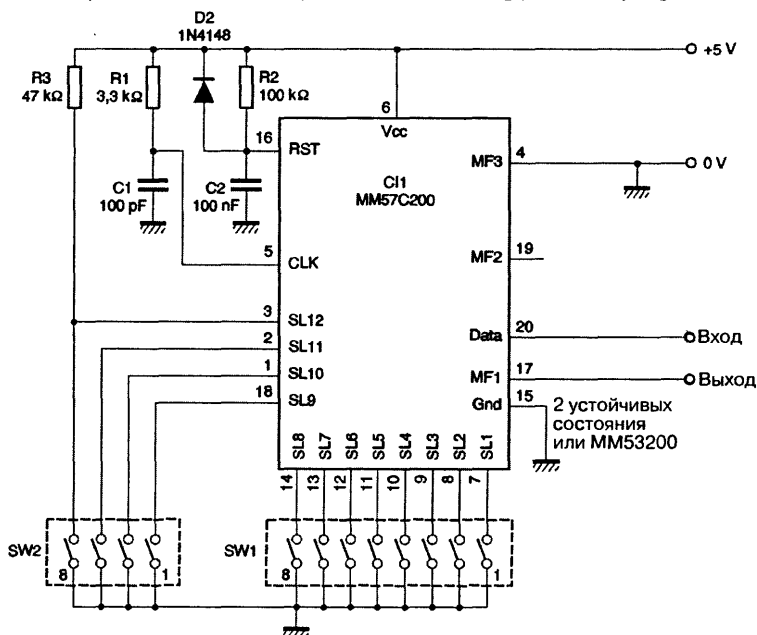 D2
1N4148
+5 V
R3
47 kΩ
R1
3,3 kΩ
R2
100 kΩ
6
Vcc
16
RST
MF3
4
0 V
C1
100 pF
C2
100 nF
CI1
MM57C200
5
CLK
MF2
19
3
SL12
2
SL11
1
SL10
18
SL9
Data
20
Вход
MF1
17
Выход
Gnd
15
2 устойчивых
состояния
или MM53200
SL8
SL7
SL6
SL5
SL4
SL3
SL2
SL1
14
13
12
11
10
9
8
7
SW2
8
1
SW1
8
1